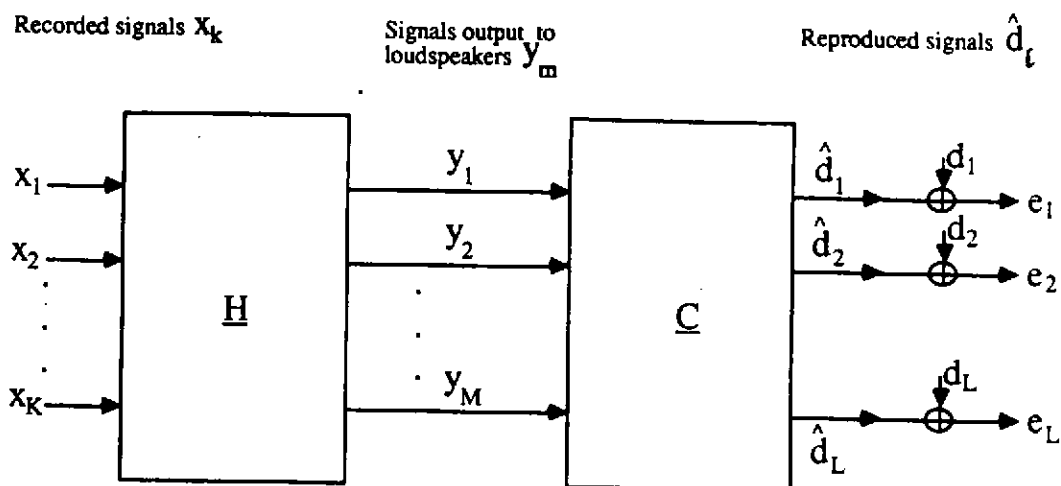 Recorded signals x_k
Signals output to
loudspeakers y_m
Reproduced signals d̂_ℓ
x_1
x_2
x_K
H
y_1
y_2
y_M
C
d̂_1
d_1
e_1
d̂_2
d_2
e_2
d̂_L
d_L
e_L